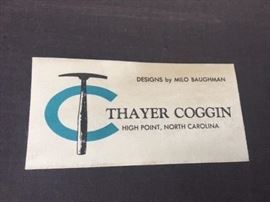 DESIGNS by MILO BAUGHMAN
THAYER COGGIN
HIGH POINT, NORTH CAROLINA